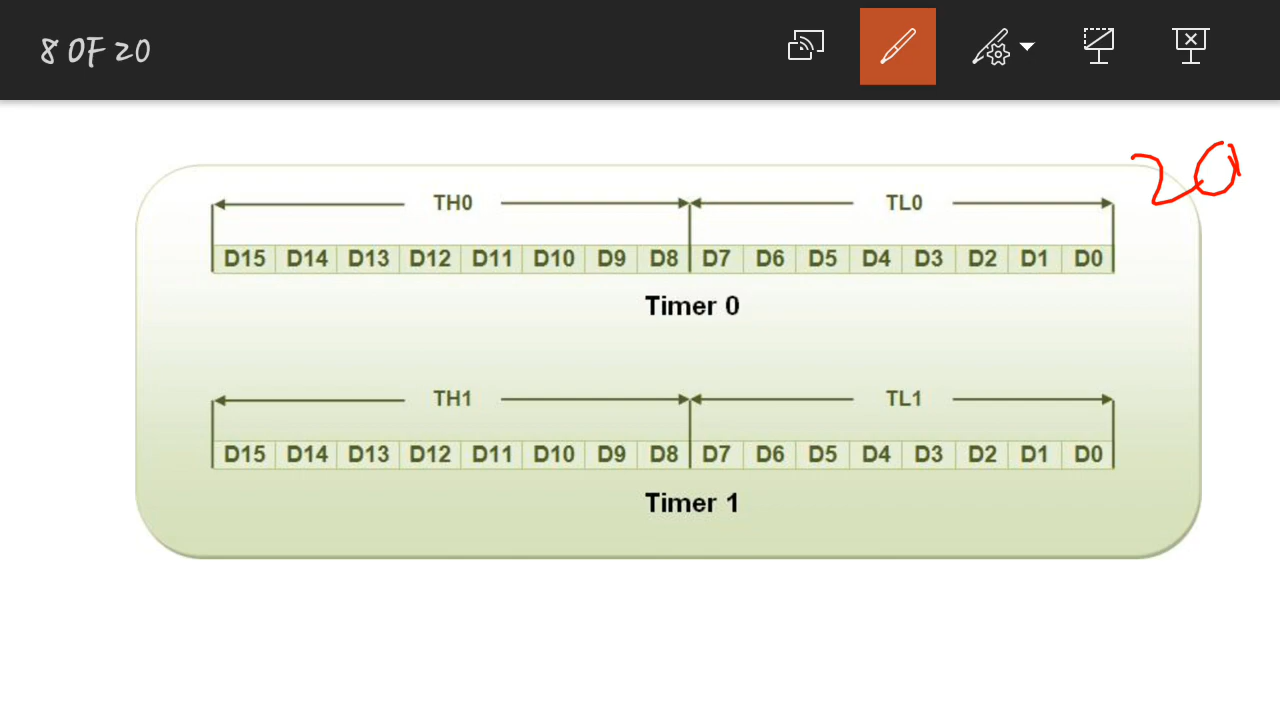 8 OF 20
20
TH0 TL0
D15 D14 D13 D12 D11 D10 D9 D8 D7 D6 D5 D4 D3 D2 D1 D0
Timer 0
TH1 TL1
D15 D14 D13 D12 D11 D10 D9 D8 D7 D6 D5 D4 D3 D2 D1 D0
Timer 1